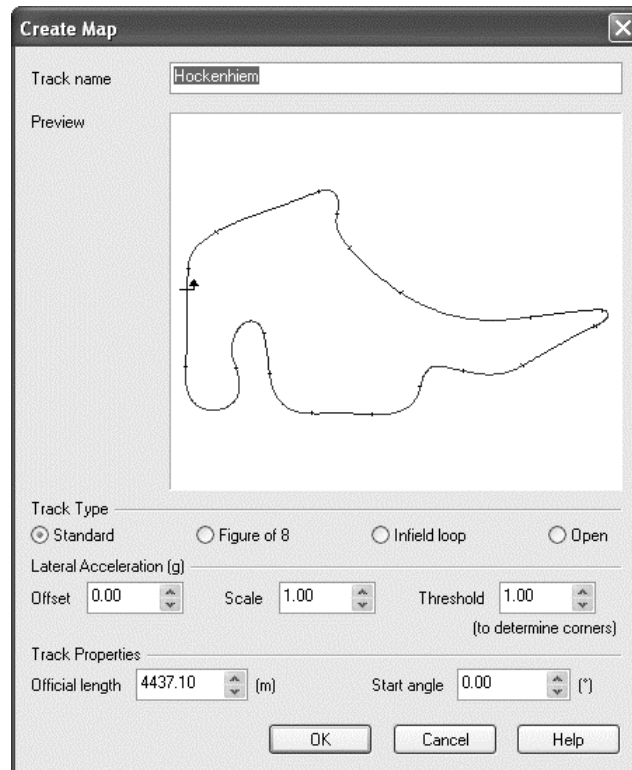 Create Map
Track name Hockenhiem
Preview
Track Type
Standard Figure of 8 Infield loop Open
Lateral Acceleration (g)
Offset 0.00 Scale 1.00 Threshold 1.00
(to determine corners)
Track Properties
Official length 4437.10 (m) Start angle 0.00 (°)
OK Cancel Help